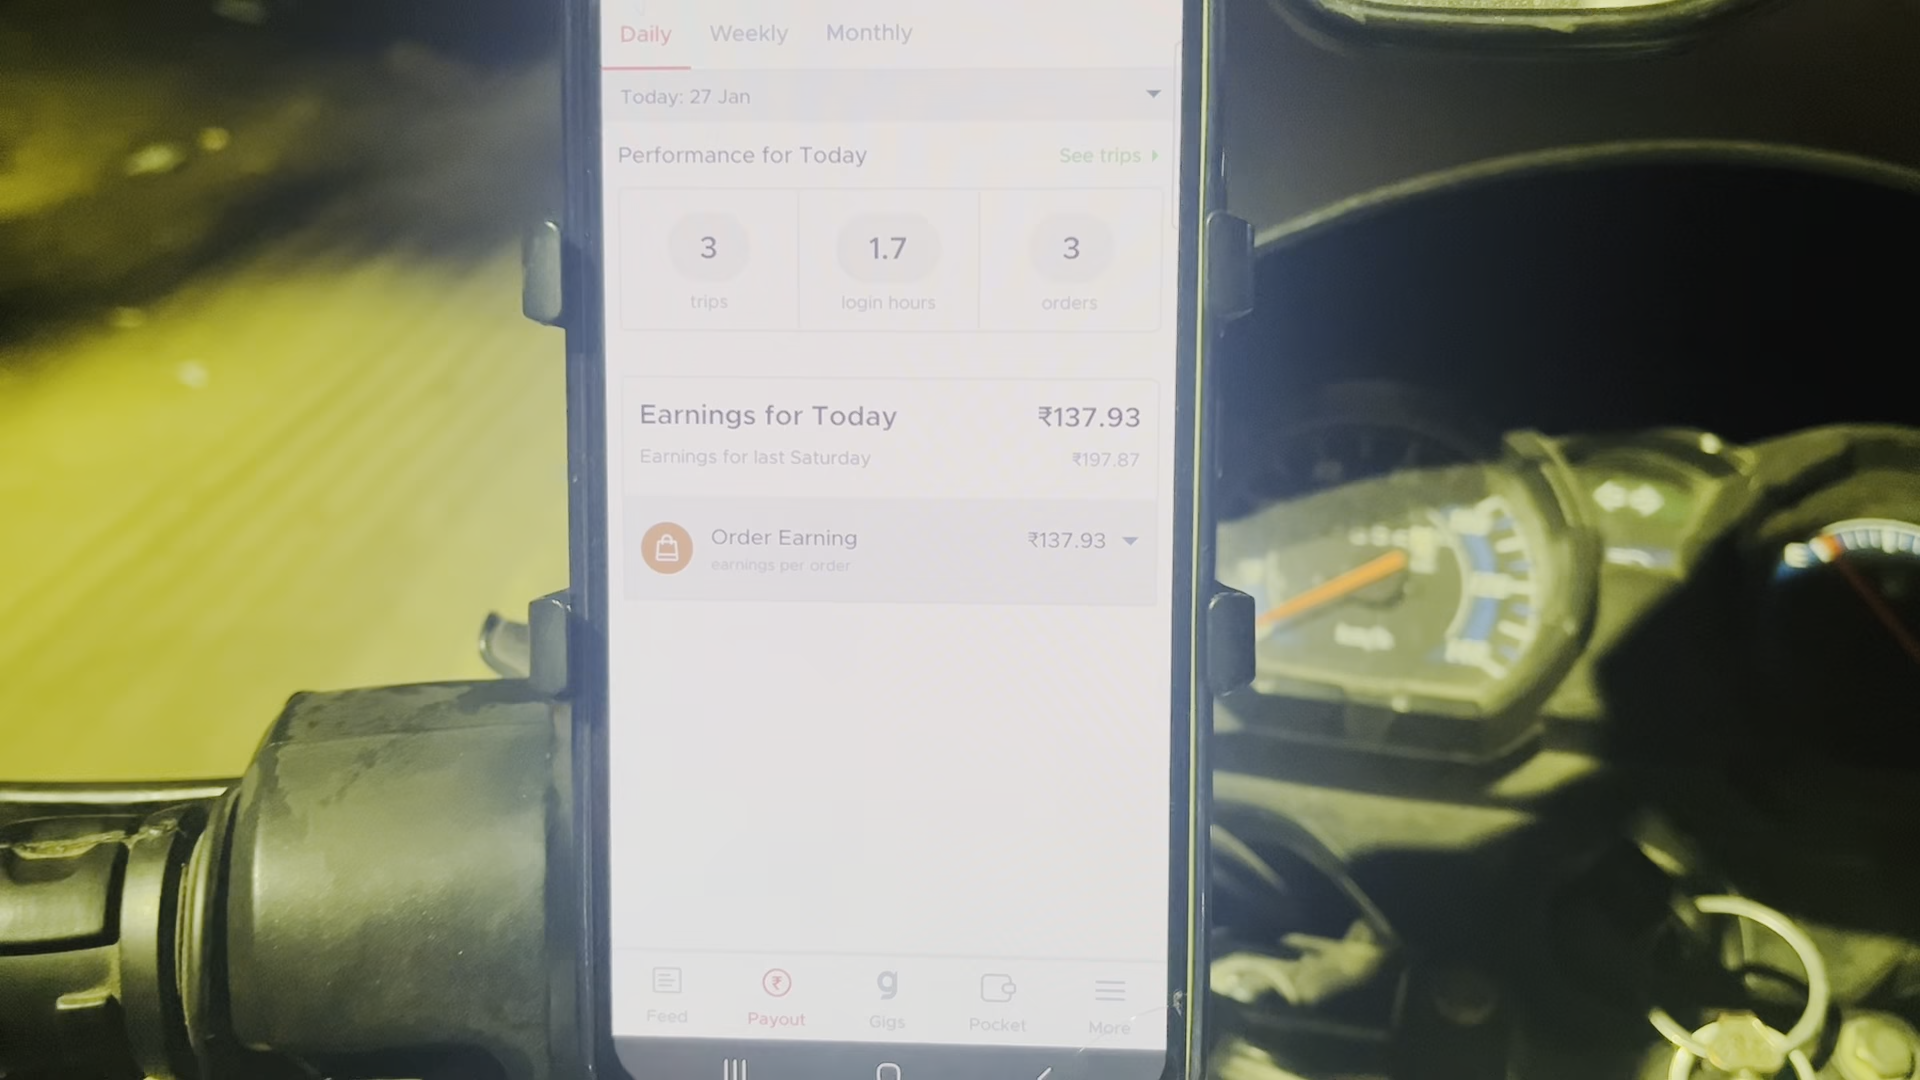 Daily Weekly Monthly
Today: 27 Jan
Performance for Today See trips
3 1.7 3
trips login hours orders
Earnings for Today ₹137.93
Earnings for last Saturday ₹197.87
Order Earning ₹137.93
earnings per order
Feed Payout Gigs Pocket More
km/h
E